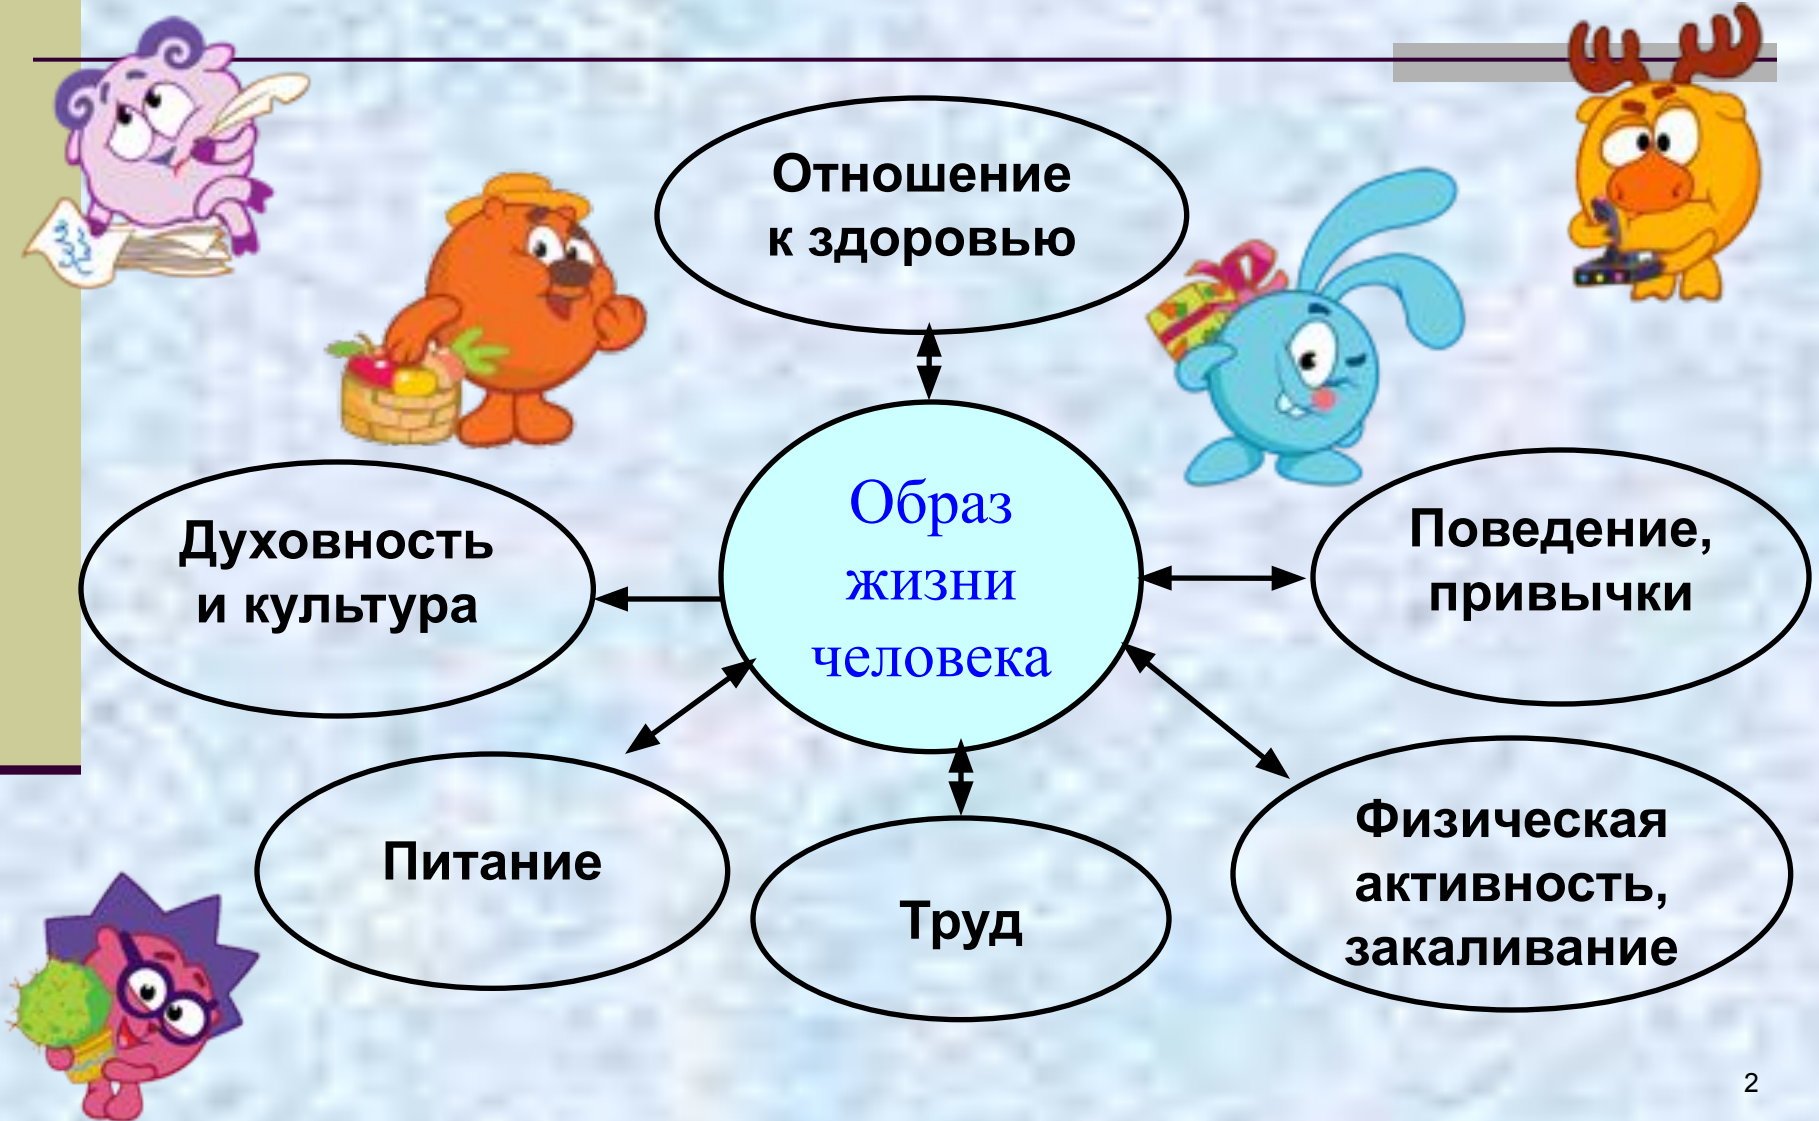 Отношение
к здоровью
Образ
жизни
человека
Духовность
и культура
Поведение,
привычки
Питание
Труд
Физическая
активность,
закаливание
2